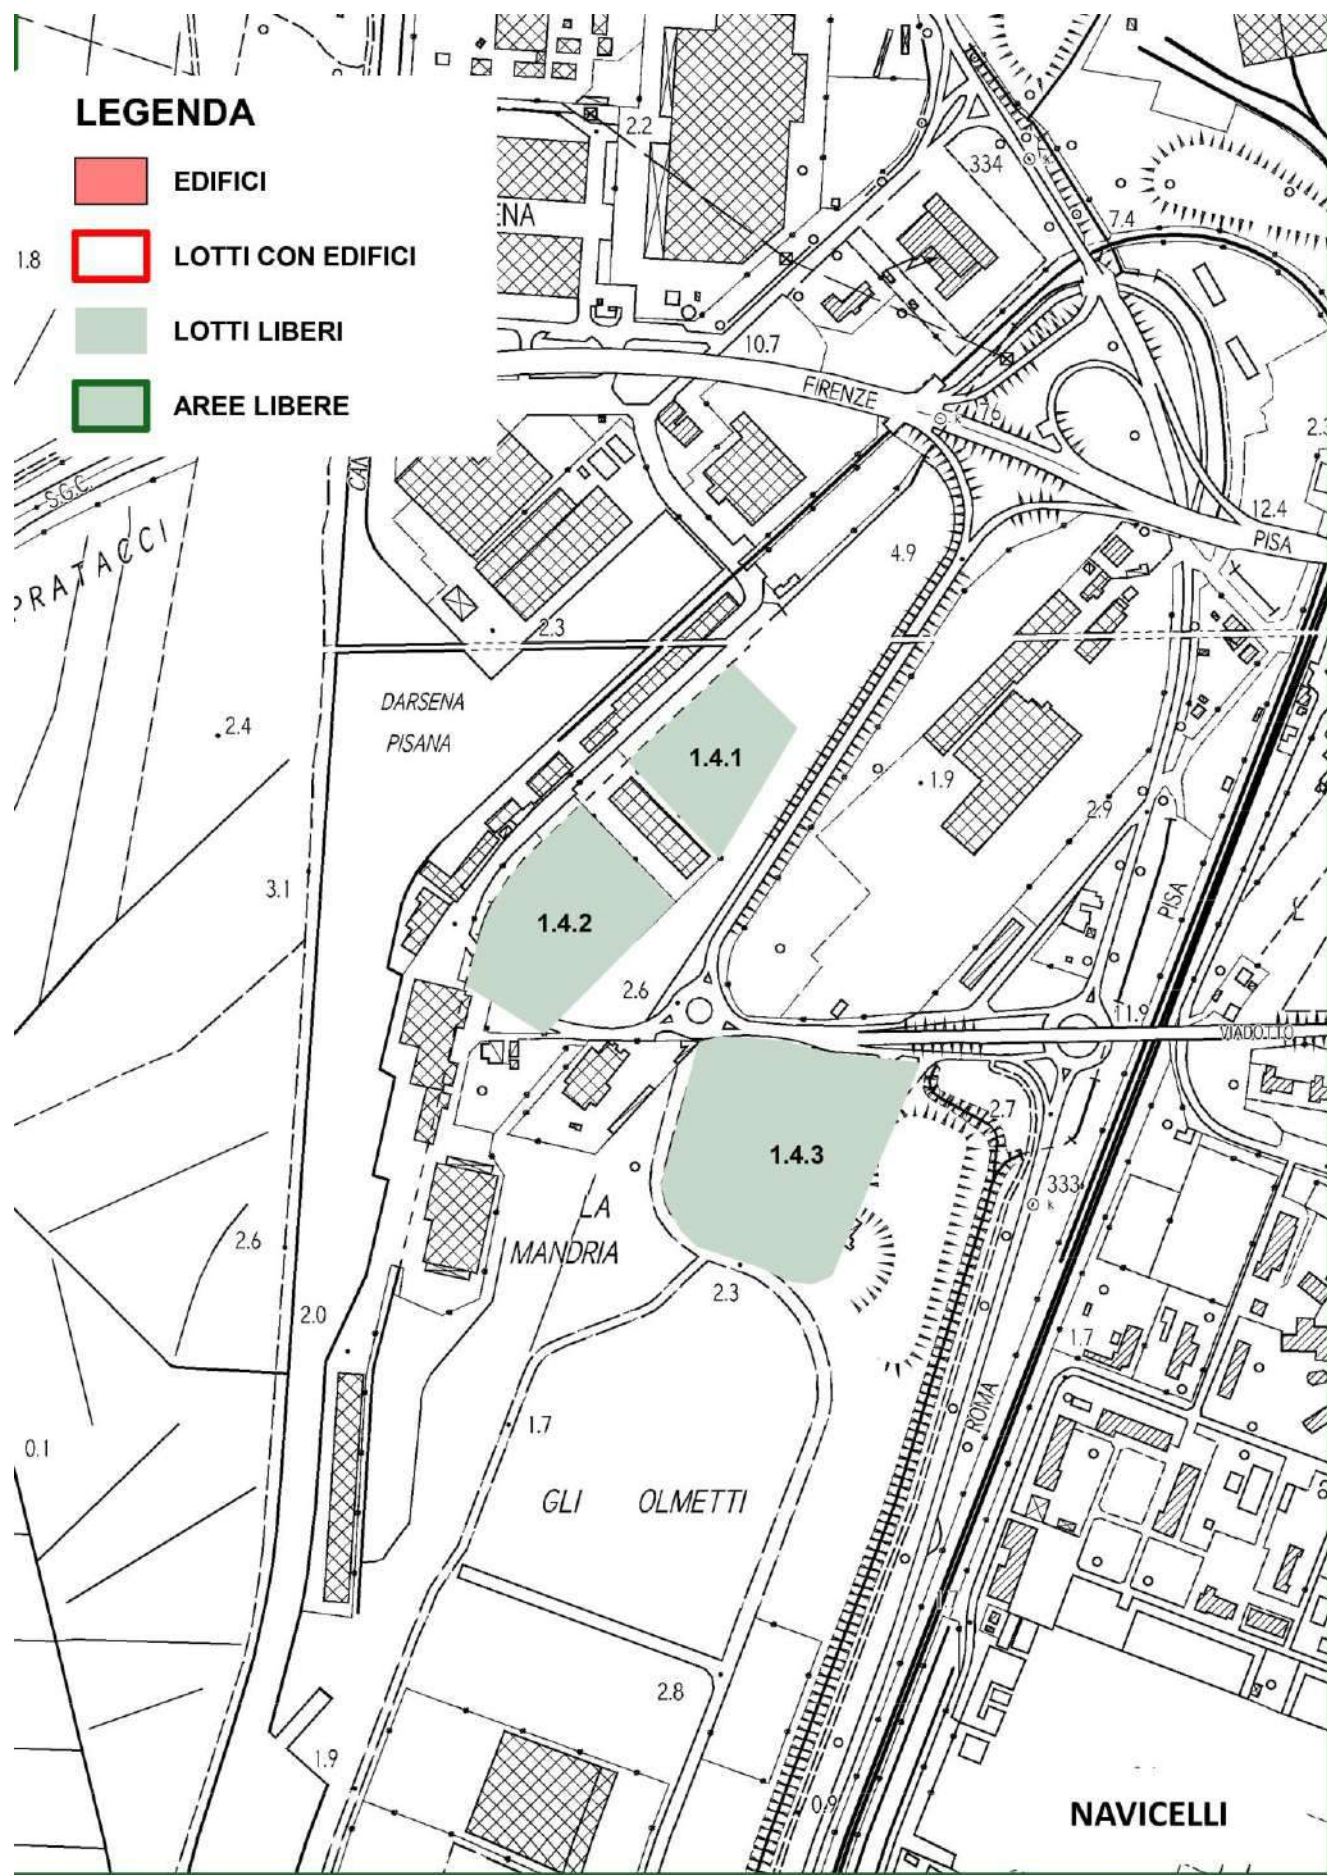 LEGENDA
EDIFICI
LOTTI CON EDIFICI
LOTTI LIBERI
AREE LIBERE
2.2
334
7.4
ENA
1.8
10.7
FIRENZE
76
2.3
12.4
PISA
S.G.C.
PRATACCI
4.9
2.3
DARSENA
PISANA
2.4
1.4.1
1.9
2.9
3.1
1.4.2
PISA
2.6
11.9
VIADOTTO
2.7
1.4.3
333
k
LA
MANDRIA
2.6
2.0
2.3
1.7
ROMA
1.7
0.1
GLI OLMETTI
2.8
1.9
0.9
NAVICELLI